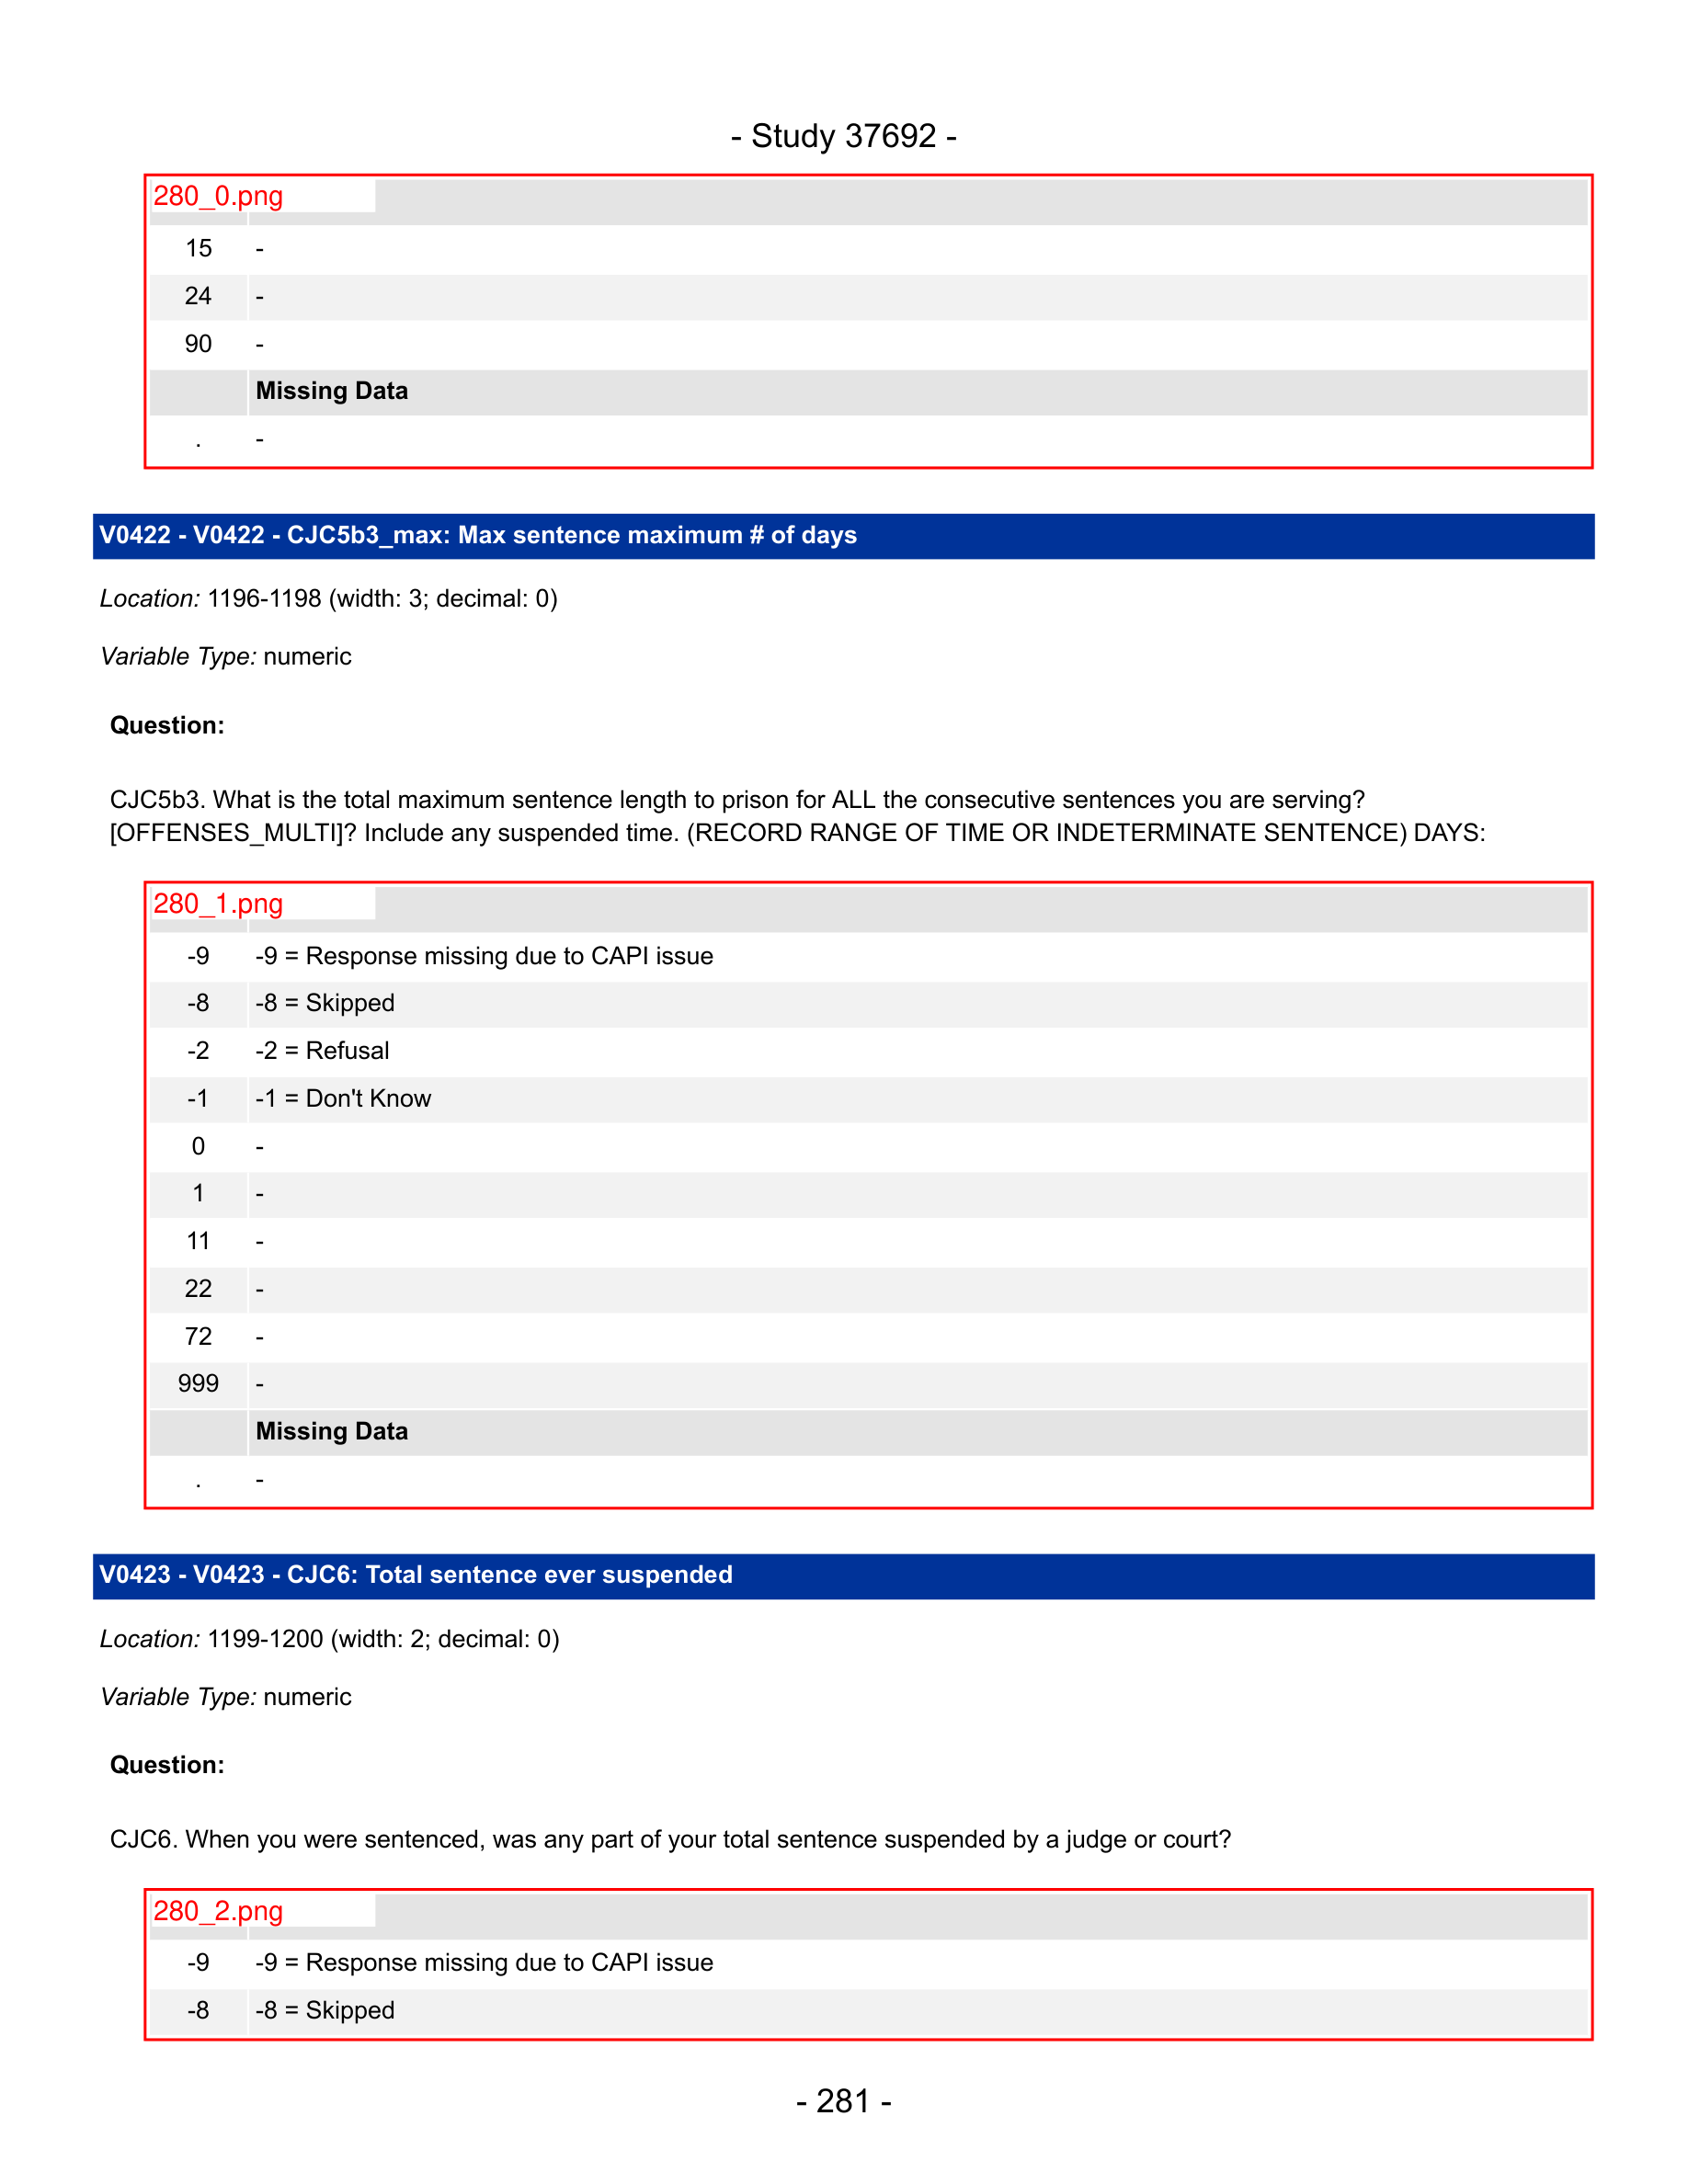 - Study 37692 -
280_0.png
15 -
24 -
90 -
Missing Data
. -
V0422 - V0422 - CJC5b3_max: Max sentence maximum # of days
Location: 1196-1198 (width: 3; decimal: 0)
Variable Type: numeric
Question:
CJC5b3. What is the total maximum sentence length to prison for ALL the consecutive sentences you are serving?
[OFFENSES_MULTI]? Include any suspended time. (RECORD RANGE OF TIME OR INDETERMINATE SENTENCE) DAYS:
280_1.png
-9 -9 = Response missing due to CAPI issue
-8 -8 = Skipped
-2 -2 = Refusal
-1 -1 = Don't Know
0 -
1 -
11 -
22 -
72 -
999 -
Missing Data
. -
V0423 - V0423 - CJC6: Total sentence ever suspended
Location: 1199-1200 (width: 2; decimal: 0)
Variable Type: numeric
Question:
CJC6. When you were sentenced, was any part of your total sentence suspended by a judge or court?
280_2.png
-9 -9 = Response missing due to CAPI issue
-8 -8 = Skipped
- 281 -